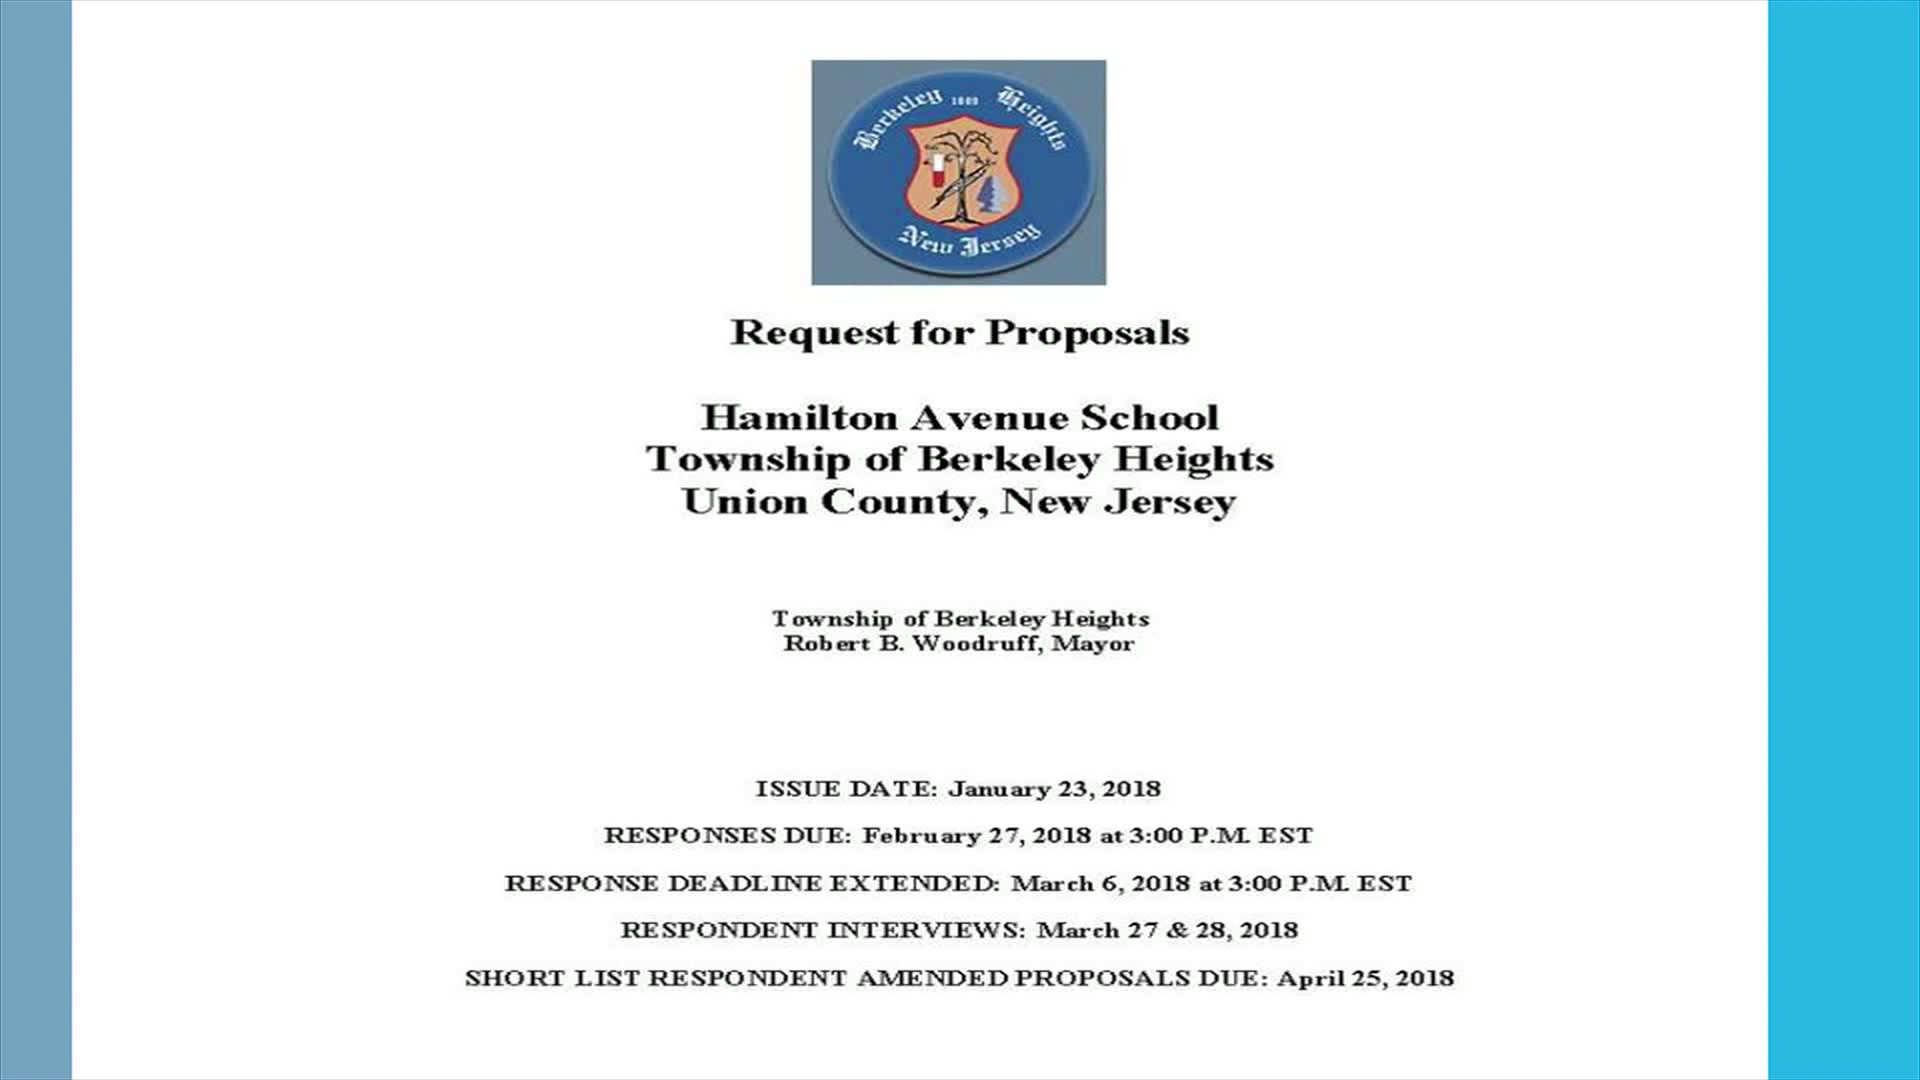 Berkeley 1809 Heights
New Jersey
Request for Proposals
Hamilton Avenue School
Township of Berkeley Heights
Union County, New Jersey
Township of Berkeley Heights
Robert B. Woodruff, Mayor
ISSUE DATE: January 23, 2018
RESPONSES DUE: February 27, 2018 at 3:00 P.M. EST
RESPONSE DEADLINE EXTENDED: March 6, 2018 at 3:00 P.M. EST
RESPONDENT INTERVIEWS: March 27 & 28, 2018
SHORT LIST RESPONDENT AMENDED PROPOSALS DUE: April 25, 2018